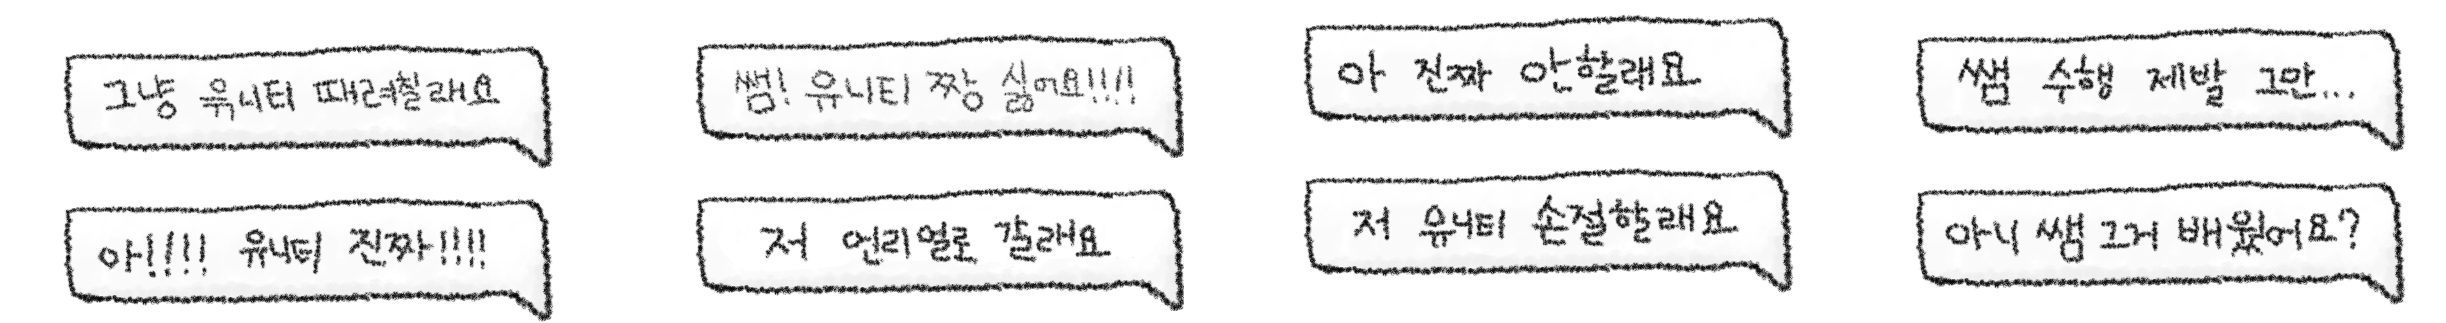 그냥 유니티 때려칠래요
쌤! 유니티 짱 싫어요!!!!
아 진짜 안할래요
쌤 수행 제발 그만...
아!!!! 유니티 진짜!!!!
저 언리얼로 갈래요
저 유니티 손절할래요
아니 쌤 그거 배웠어요?